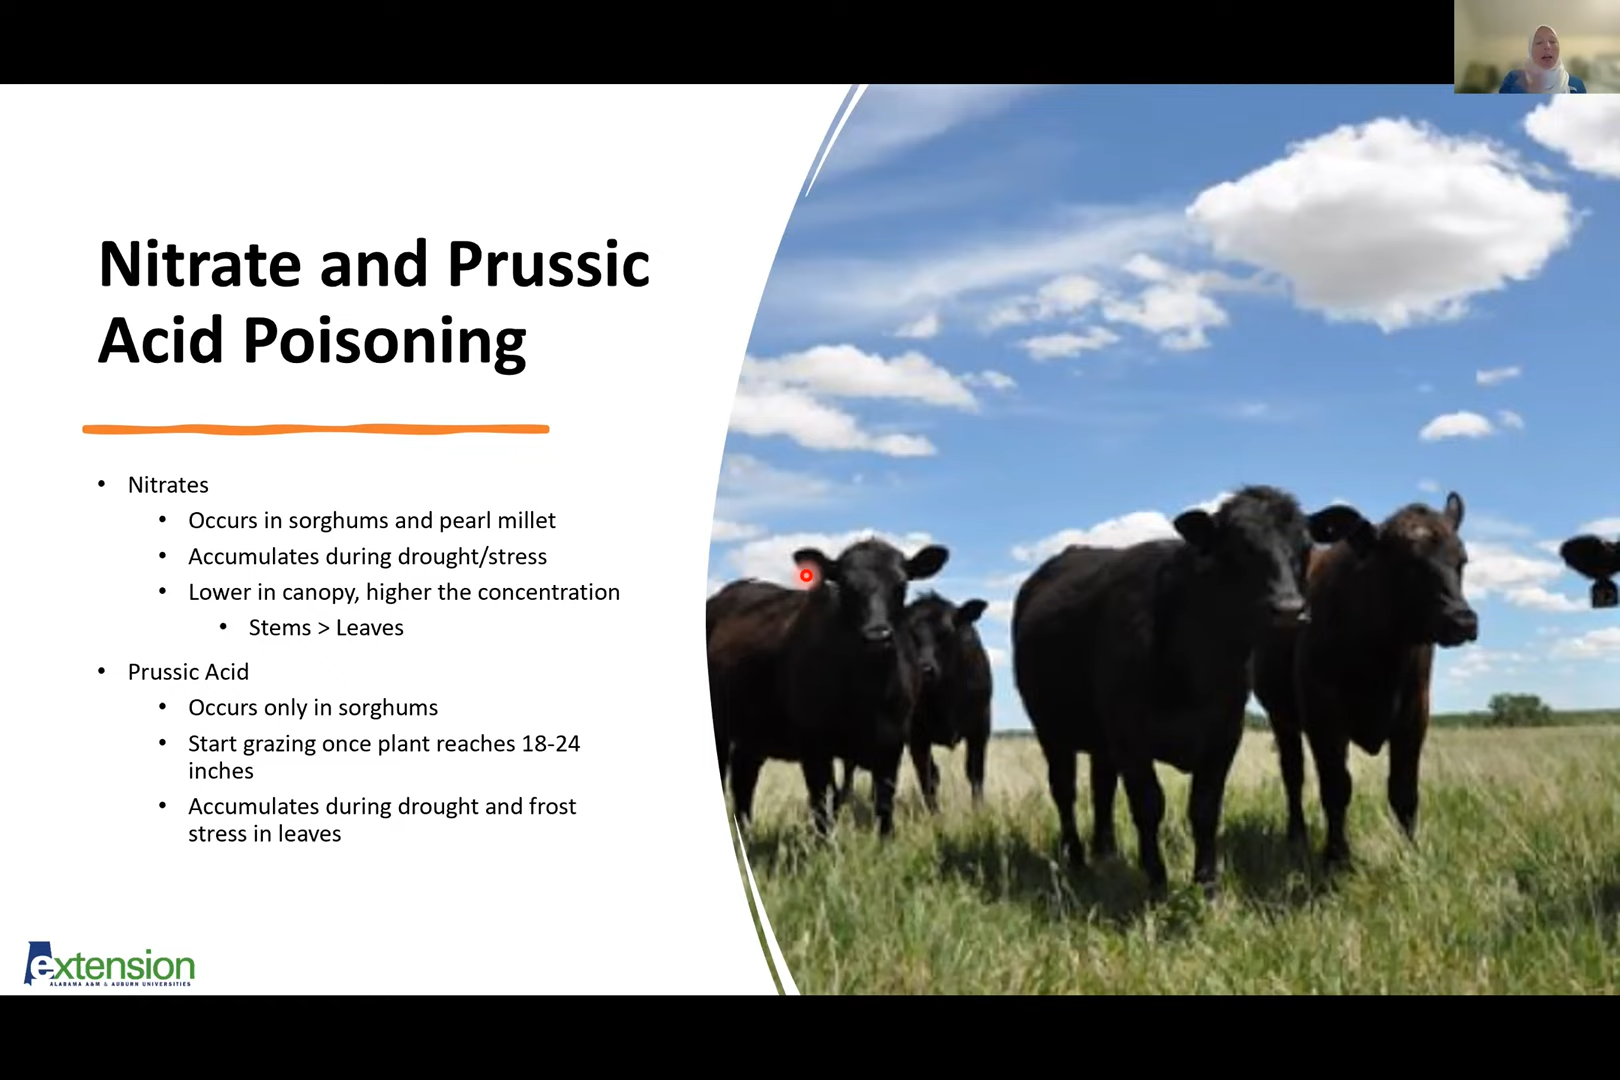 Nitrate and Prussic
Acid Poisoning
• Nitrates
• Occurs in sorghums and pearl millet
• Accumulates during drought/stress
• Lower in canopy, higher the concentration
• Stems > Leaves
• Prussic Acid
• Occurs only in sorghums
• Start grazing once plant reaches 18-24
inches
• Accumulates during drought and frost
stress in leaves
extension
ALABAMA A&M & AUBURN UNIVERSITIES